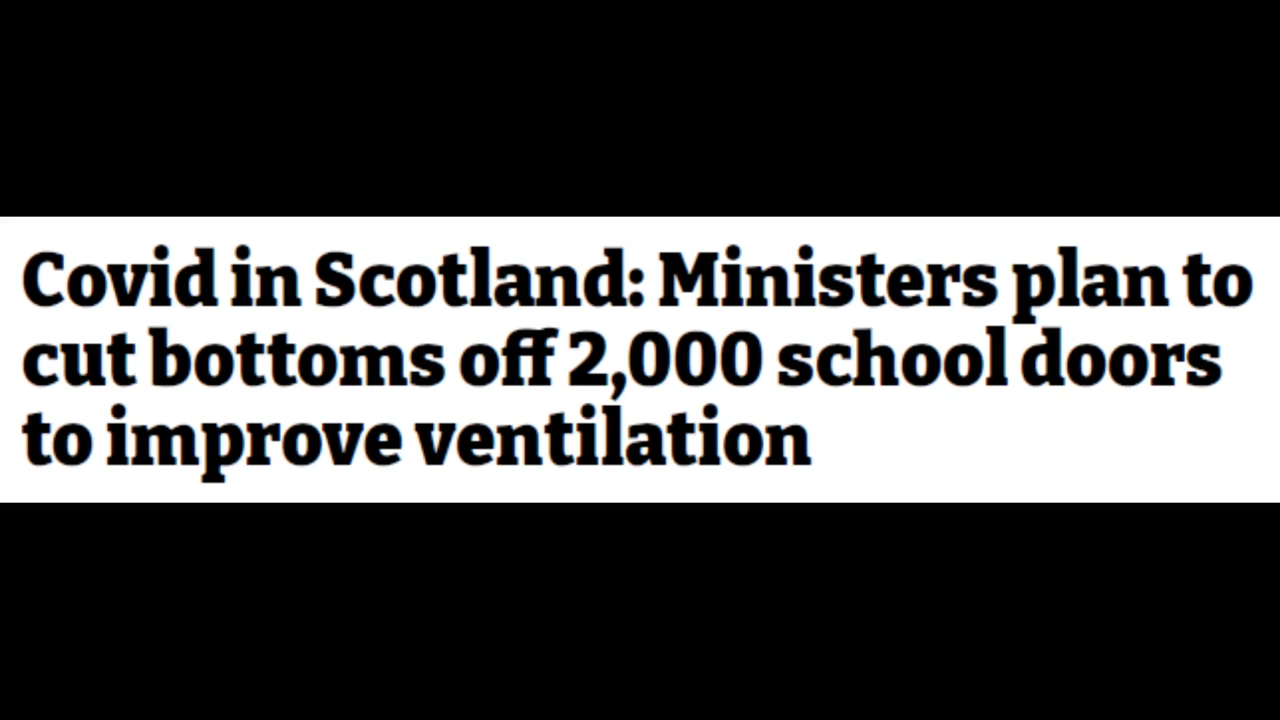 Covid in Scotland: Ministers plan to
cut bottoms off 2,000 school doors
to improve ventilation